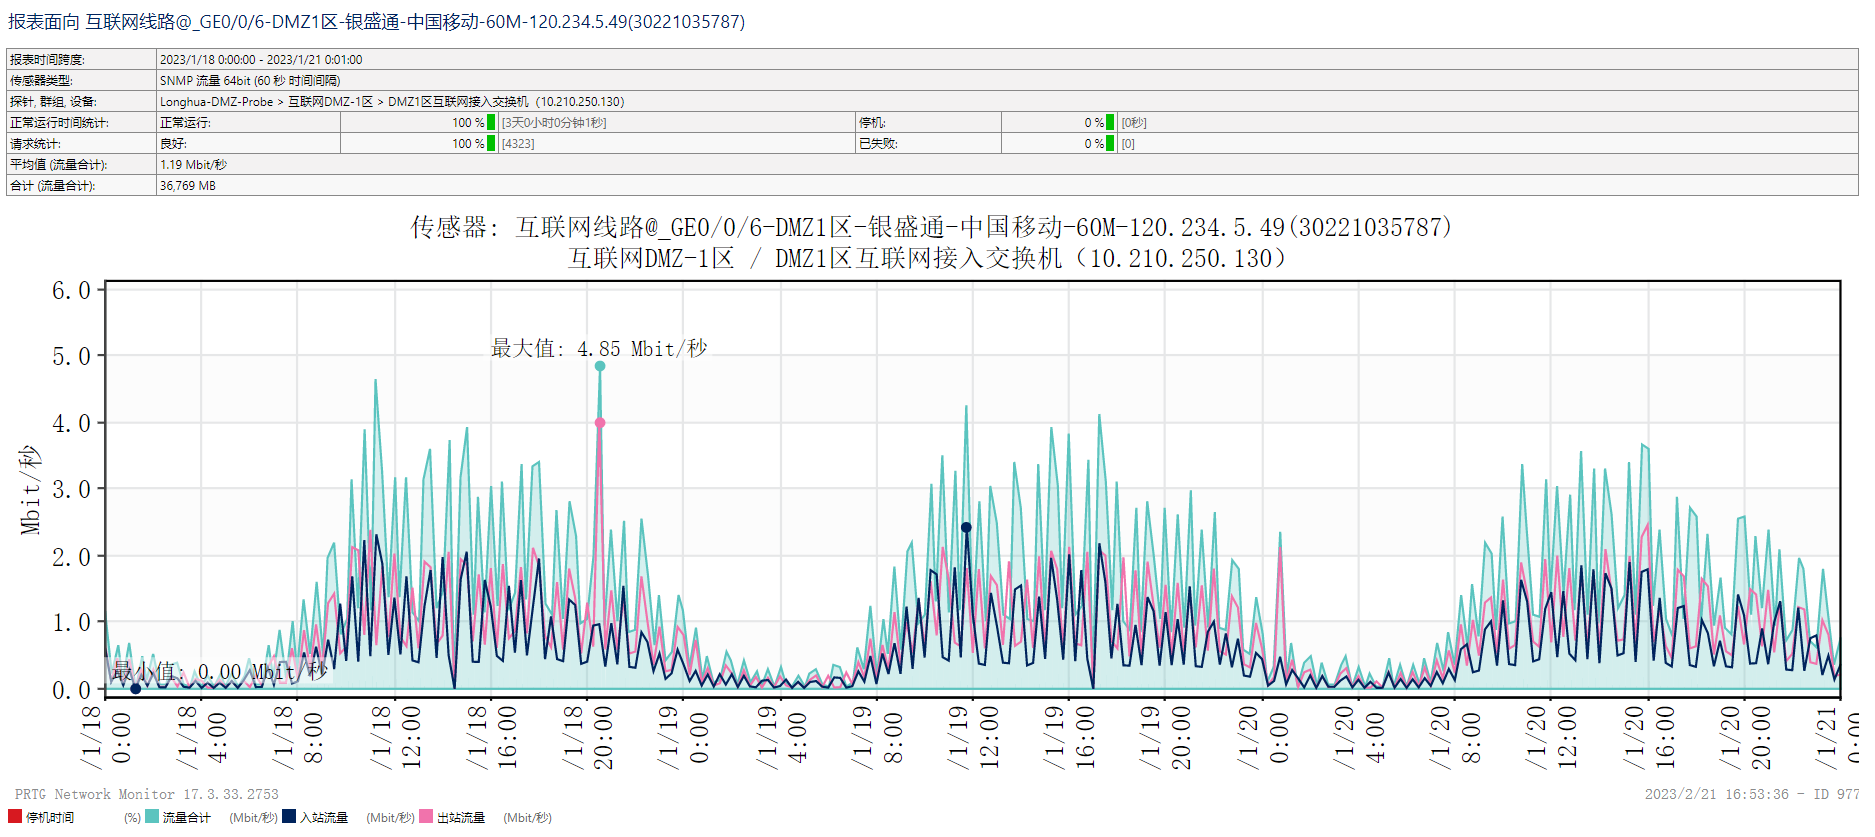 报表面向 互联网线路@_GE0/0/6-DMZ1区-银盛通-中国移动-60M-120.234.5.49(30221035787)
报表时间跨度: 2023/1/18 0:00:00 - 2023/1/21 0:01:00
传感器类型: SNMP 流量 64bit (60 秒 时间间隔)
探针, 群组, 设备: Longhua-DMZ-Probe > 互联网DMZ-1区 > DMZ1区互联网接入交换机（10.210.250.130）
正常运行时间统计: 正常运行: 100 % [3天0小时0分钟1秒] 停机: 0 % [0秒]
请求统计: 良好: 100 % [4323] 已失败: 0 % [0]
平均值 (流量合计): 1.19 Mbit/秒
合计 (流量合计): 36,769 MB
传感器: 互联网线路@_GE0/0/6-DMZ1区-银盛通-中国移动-60M-120.234.5.49(30221035787)
互联网DMZ-1区 / DMZ1区互联网接入交换机（10.210.250.130）
Mbit/秒
6.0
5.0
4.0
3.0
2.0
1.0
0.0
最大值: 4.85 Mbit/秒
最小值: 0.00 Mbit/秒
/1/18 0:00
/1/18 4:00
/1/18 8:00
/1/18 12:00
/1/18 16:00
/1/18 20:00
/1/19 0:00
/1/19 4:00
/1/19 8:00
/1/19 12:00
/1/19 16:00
/1/19 20:00
/1/20 0:00
/1/20 4:00
/1/20 8:00
/1/20 12:00
/1/20 16:00
/1/20 20:00
/1/21 0:00
PRTG Network Monitor 17.3.33.2753
2023/2/21 16:53:36 - ID 977
停机时间 (%) 流量合计 (Mbit/秒) 入站流量 (Mbit/秒) 出站流量 (Mbit/秒)